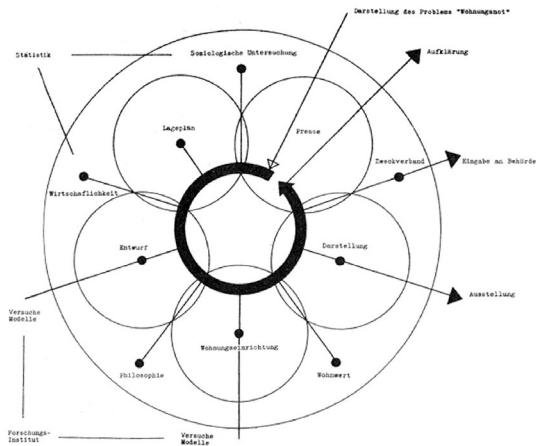 Darstellung des Problems "Wohnungsnot"
Statistik
Soziologische Untersuchung
Aufklärung
Lageplan
Presse
Zweckverband
Eingabe an Behörde
Wirtschaftlichkeit
Entwurf
Darstellung
Ausstellung
Versuche
Modelle
Wohnungseinrichtung
Philosophie
Wohnwert
Forschungs-
Institut
Versuche
Modelle